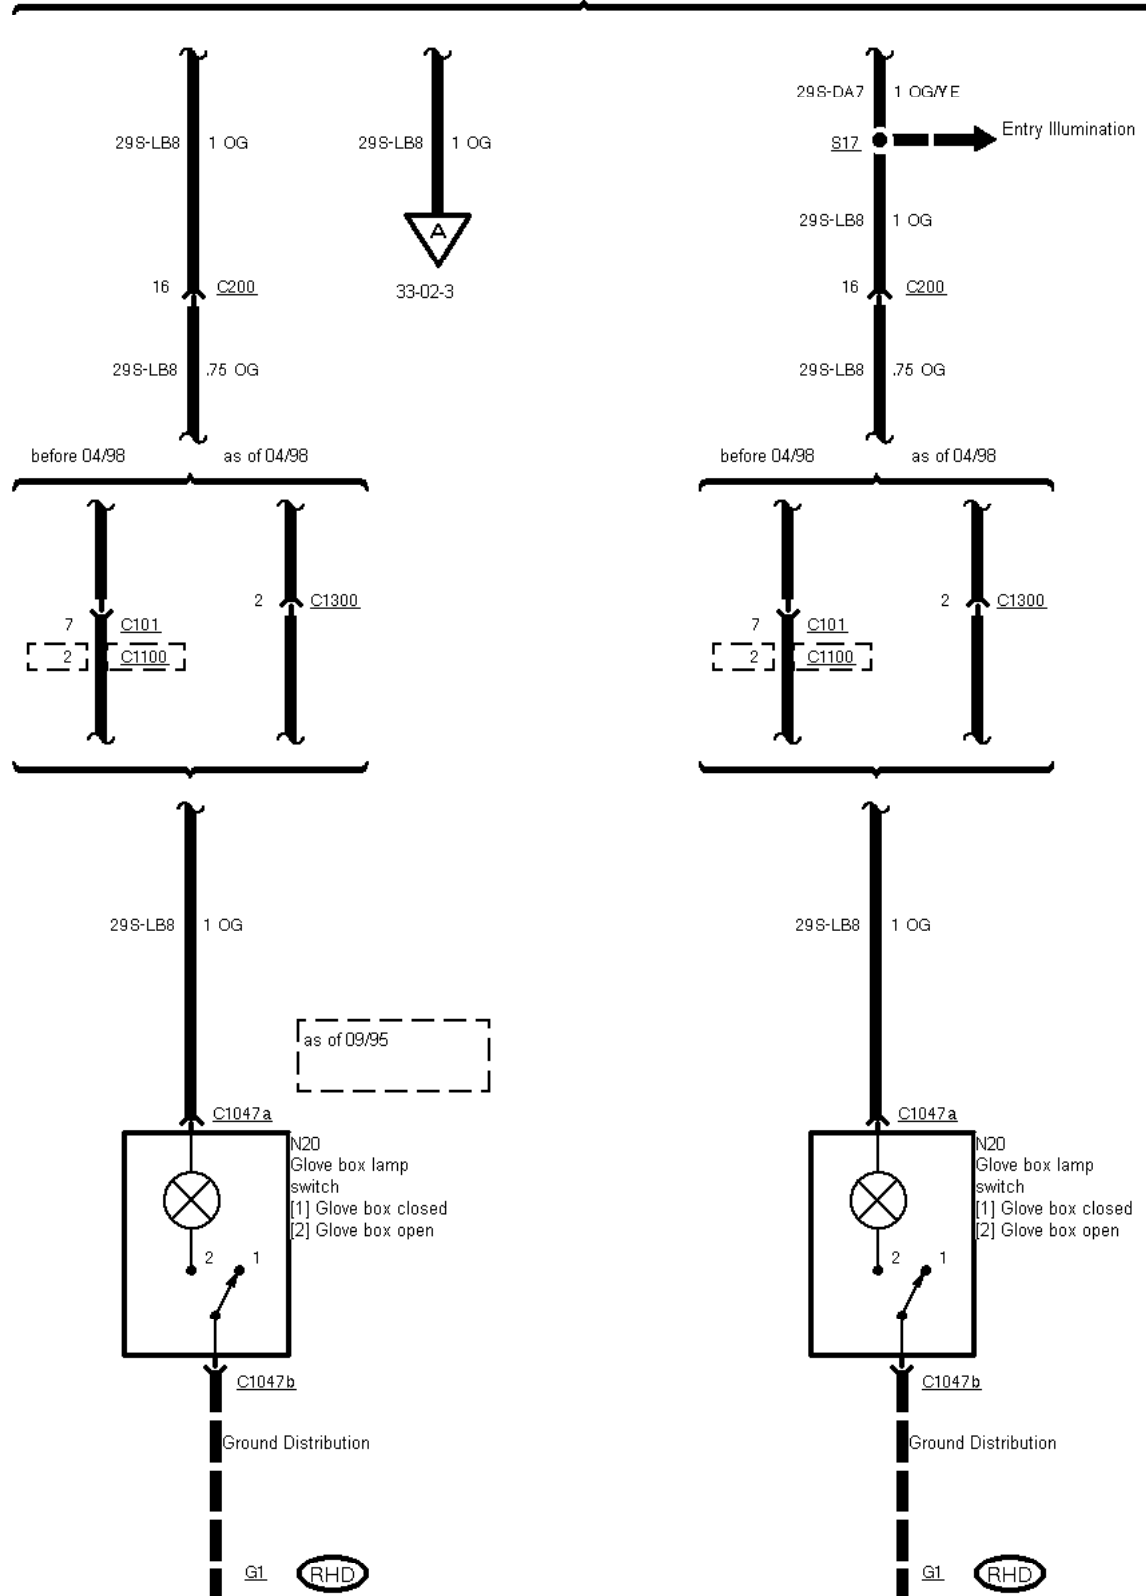 29S-DA7 1 OG/YE
Entry Illumination
29S-LB8 1 OG 29S-LB8 1 OG S17
29S-LB8 1 OG
A
16 C200 33-02-3 16 C200
29S-LB8 .75 OG 29S-LB8 .75 OG
before 04/98 as of 04/98 before 04/98 as of 04/98
2 C1300 2 C1300
7 C101 7 C101
2 C1100 2 C1100
29S-LB8 1 OG 29S-LB8 1 OG
as of 09/95
C1047a C1047a
N20 N20
Glove box lamp Glove box lamp
switch switch
[1] Glove box closed [1] Glove box closed
[2] Glove box open [2] Glove box open
2 1 2 1
C1047b C1047b
Ground Distribution Ground Distribution
G1 RHD G1 RHD